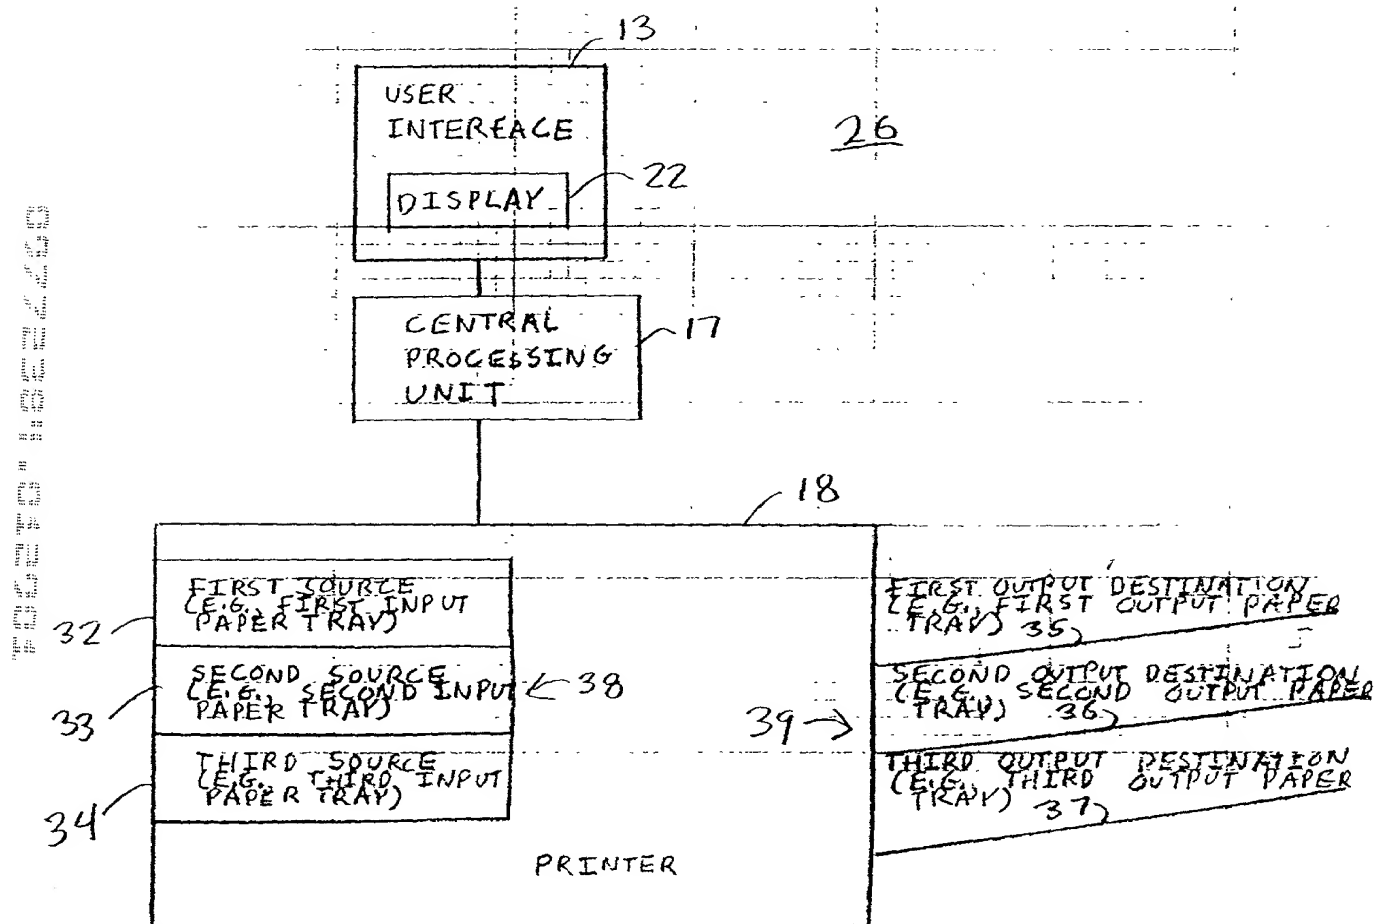 13
USER
INTERFACE
26
DISPLAY
22
CENTRAL
PROCESSING
UNIT
17
18
FIRST SOURCE
(E.G., FIRST INPUT
PAPER TRAY)
32
SECOND SOURCE
(E.G., SECOND INPUT
PAPER TRAY)
33
38
THIRD SOURCE
(E.G., THIRD INPUT
PAPER TRAY)
34
FIRST OUTPUT DESTINATION
(E.G., FIRST OUTPUT PAPER
TRAY) 35
SECOND OUTPUT DESTINATION
(E.G., SECOND OUTPUT PAPER
TRAY) 36
39
THIRD OUTPUT DESTINATION
(E.G., THIRD OUTPUT PAPER
TRAY)
37
PRINTER